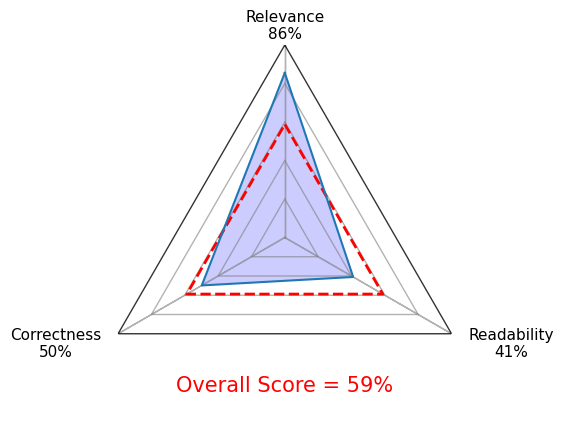 Relevance
86%
Correctness
50%
Readability
41%
Overall Score = 59%